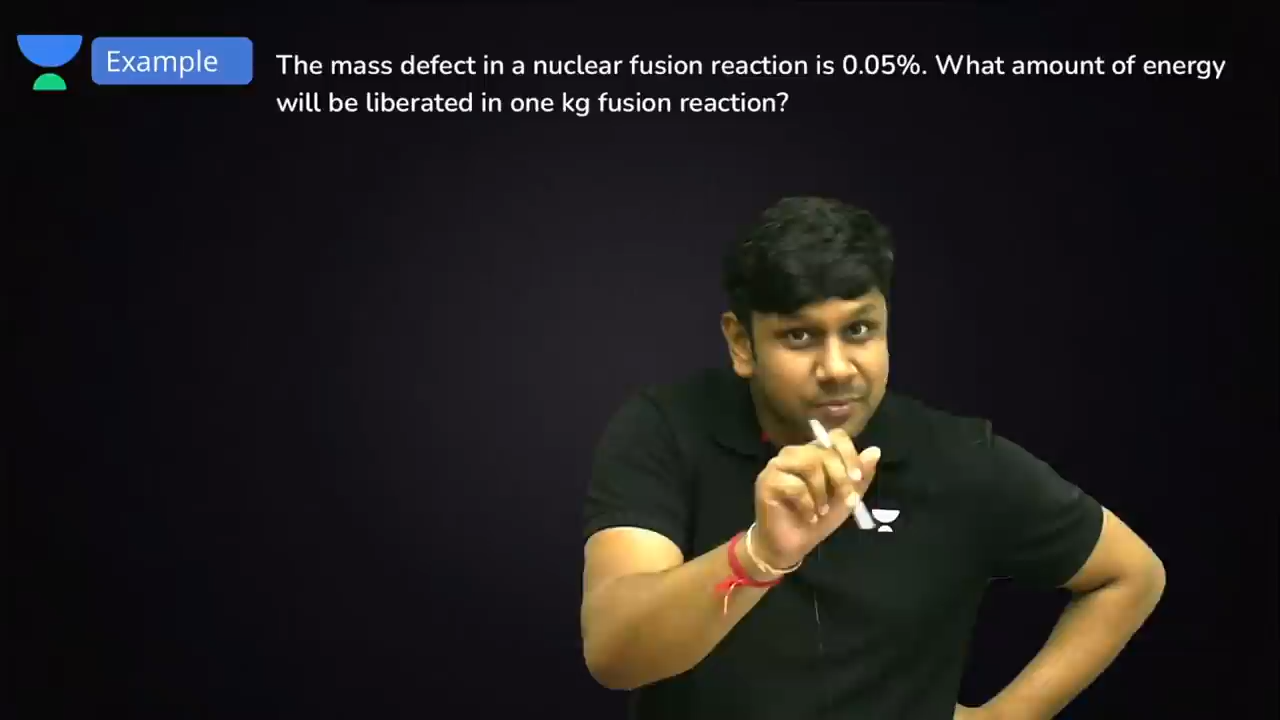 Example
The mass defect in a nuclear fusion reaction is 0.05%. What amount of energy
will be liberated in one kg fusion reaction?